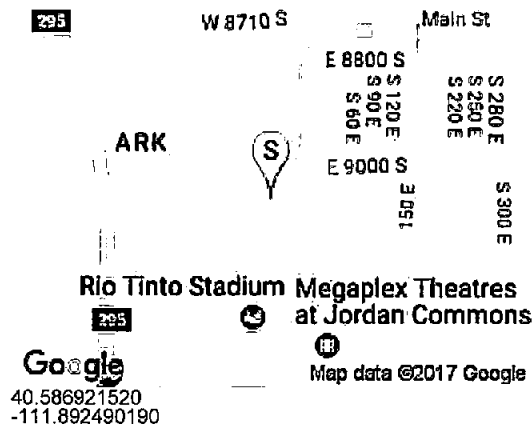 295
W 8710 S
Main St
E 8800 S
S 60 E
S 90 E
S 120 E
S 220 E
S 250 E
S 280 E
ARK
S
E 9000 S
150 E
S 300 E
Rio Tinto Stadium
Megaplex Theatres
at Jordan Commons
295
Google
Map data ©2017 Google
40.586921520
-111.892490190